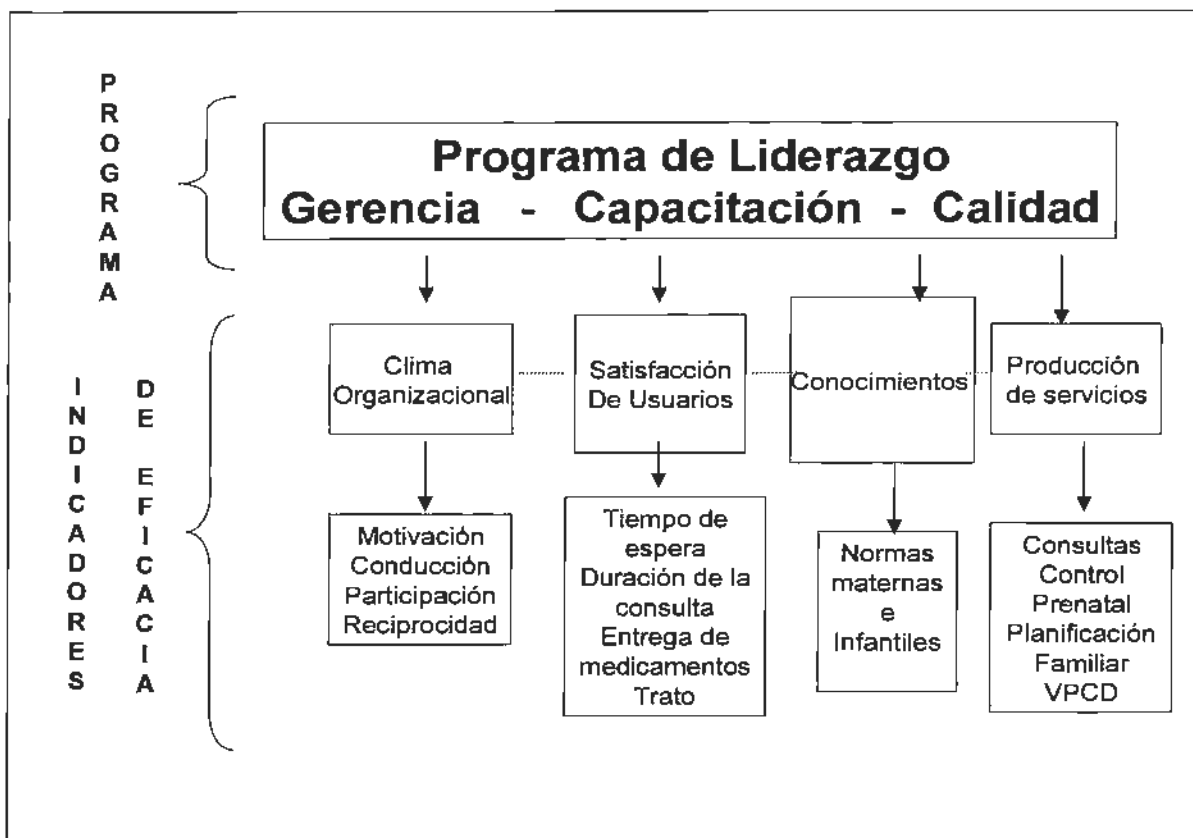 PROGRAMA
Programa de Liderazgo
Gerencia - Capacitación - Calidad
INDICADORES
DE EFICACIA
Clima
Organizacional
Satisfacción
De Usuarios
Conocimientos
Producción
de servicios
Motivación
Conducción
Participación
Reciprocidad
Tiempo de
espera
Duración de la
consulta
Entrega de
medicamentos
Trato
Normas
maternas
e
Infantiles
Consultas
Control
Prenatal
Planificación
Familiar
VPCD